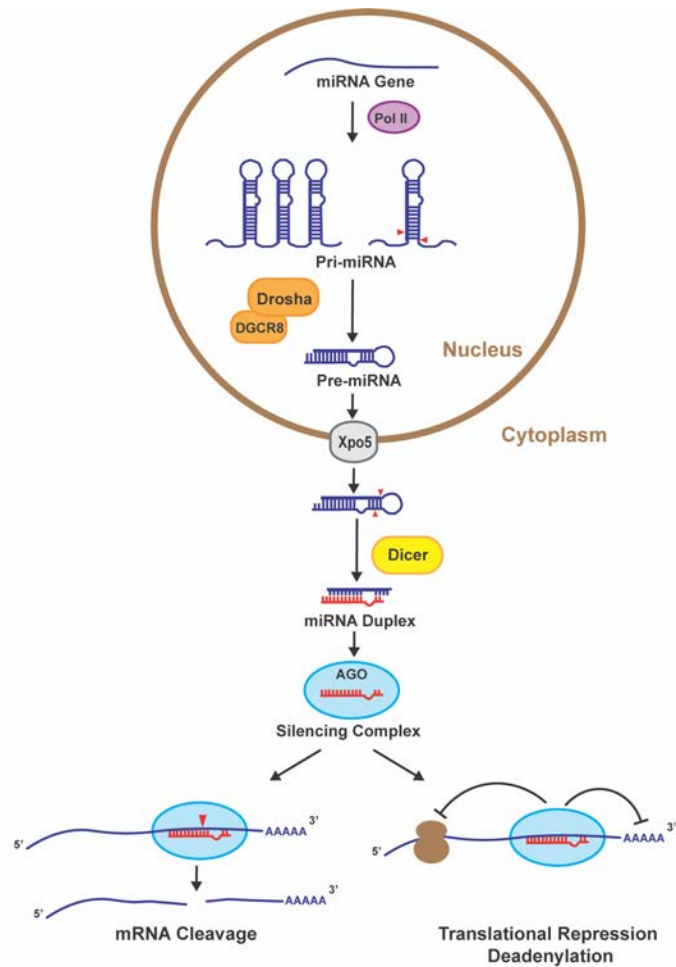 miRNA Gene
Pol II
Pri-miRNA
Drosha
DGCR8
Nucleus
Pre-miRNA
Cytoplasm
Xpo5
Dicer
miRNA Duplex
AGO
Silencing Complex
5’
AAAAA
3’
5’
AAAAA
3’
5’
AAAAA
3’
mRNA Cleavage
Translational Repression
Deadenylation